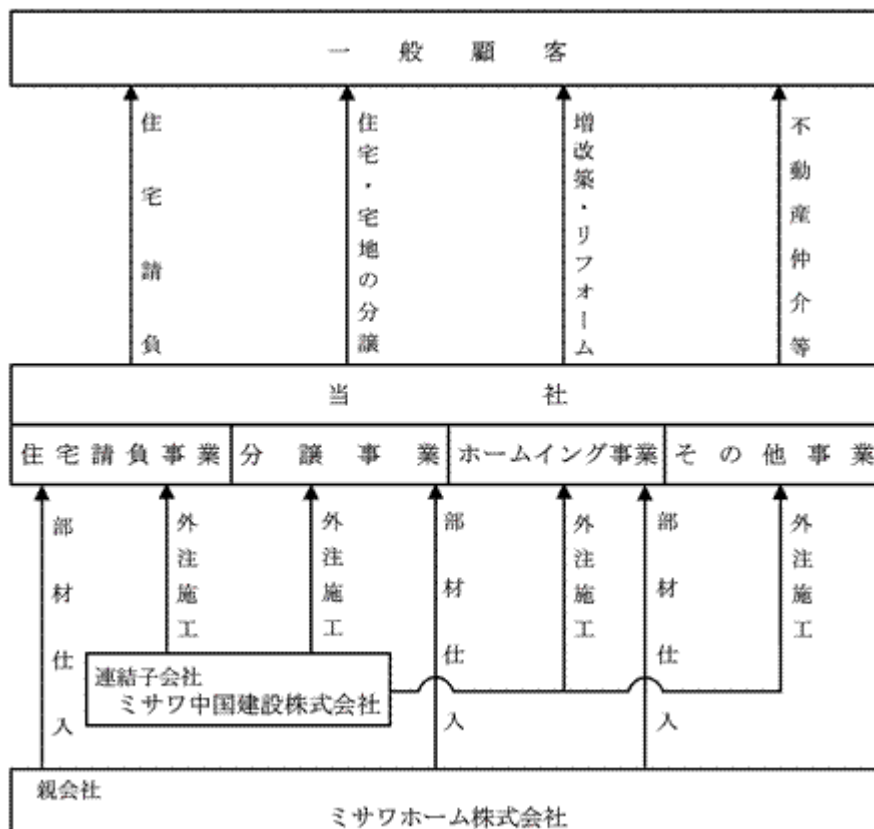 一般顧客
住宅請負
住宅・宅地の分譲
増改築・リフォーム
不動産仲介等
当社
住宅請負事業
分譲事業
ホームイング事業
その他事業
部材仕入
外注施工
外注施工
部材仕入
外注施工
部材仕入
外注施工
連結子会社
ミサワ中国建設株式会社
親会社
ミサワホーム株式会社